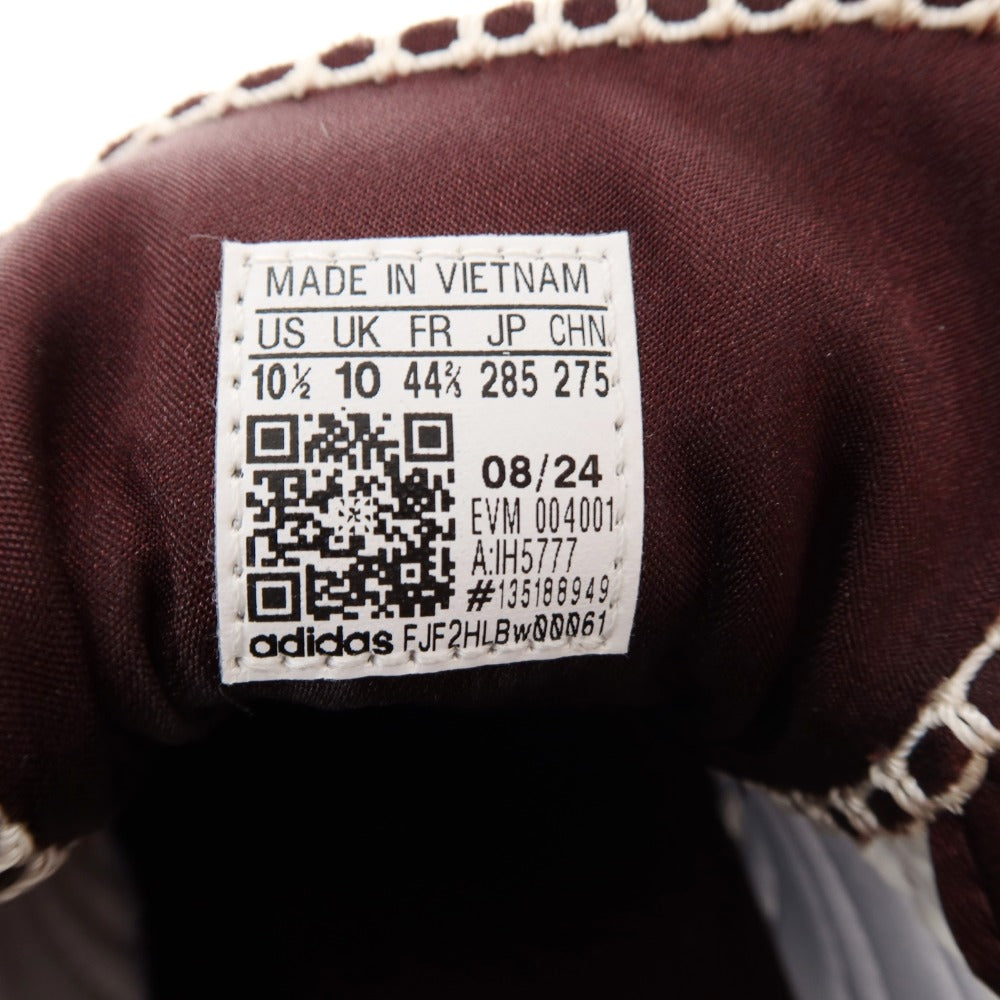 MADE IN VIETNAM
US UK FR JP CHN
10½ 10 44⅔ 285 275
08/24
EVM 004001
A:IH5777
#135188949
adidas FJF2HLBw00061